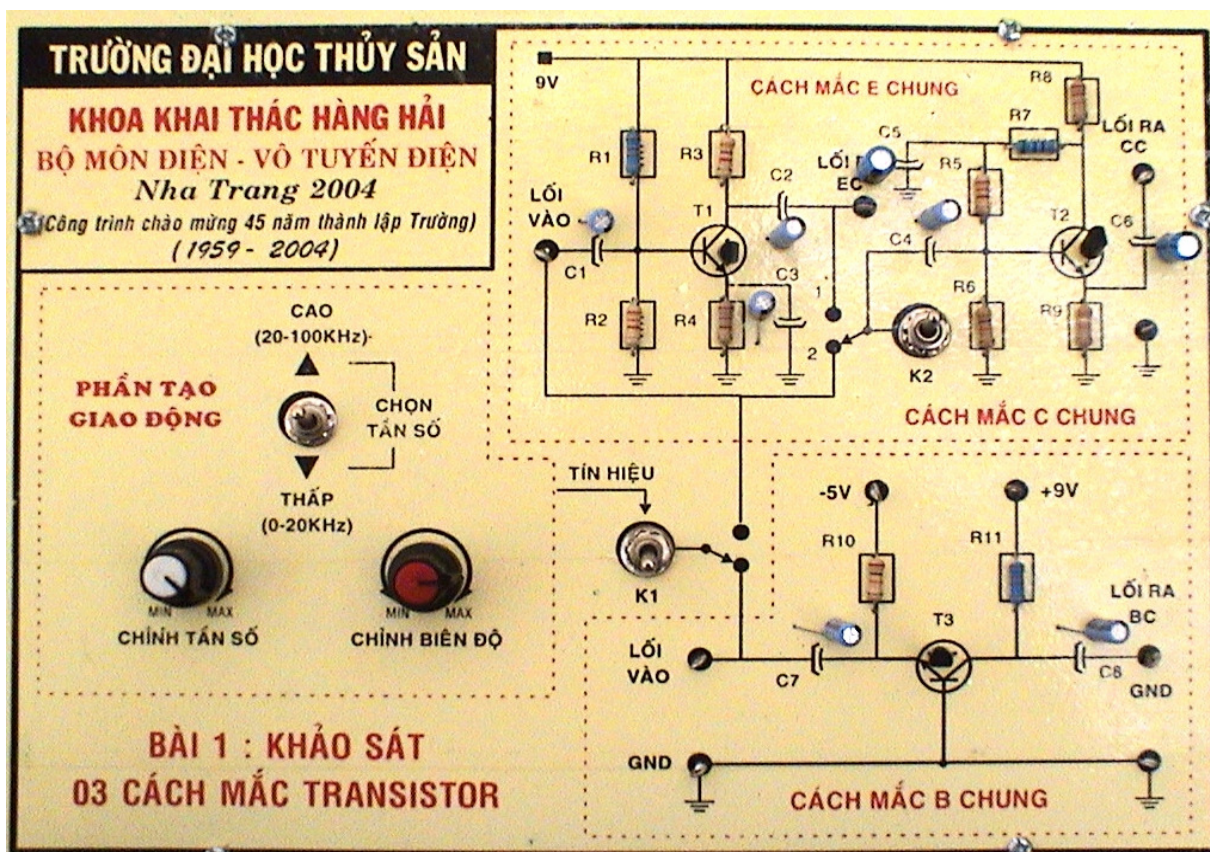 TRƯỜNG ĐẠI HỌC THỦY SẢN
KHOA KHAI THÁC HÀNG HẢI
BỘ MÔN ĐIỆN - VÔ TUYẾN ĐIỆN
Nha Trang 2004
(Công trình chào mừng 45 năm thành lập Trường)
(1959 - 2004)
9V
CÁCH MẮC E CHUNG
R8
R7
LỐI RA
CC
C5
R1
R3
C2
LỐI
EC
R5
LỐI
VÀO
T1
C4
T2
C6
C1
C3
R2
R4
1
2
R6
R9
K2
CÁCH MẮC C CHUNG
CAO
(20-100KHz)
PHẦN TẠO
GIAO ĐỘNG
CHỌN
TẦN SỐ
THẤP
(0-20KHz)
MIN MAX
CHỈNH TẦN SỐ
MIN MAX
CHỈNH BIÊN ĐỘ
TÍN HIỆU
K1
-5V
+9V
R10
R11
T3
LỐI RA
BC
LỐI
VÀO
C7
C8
GND
GND
CÁCH MẮC B CHUNG
BÀI 1 : KHẢO SÁT
03 CÁCH MẮC TRANSISTOR